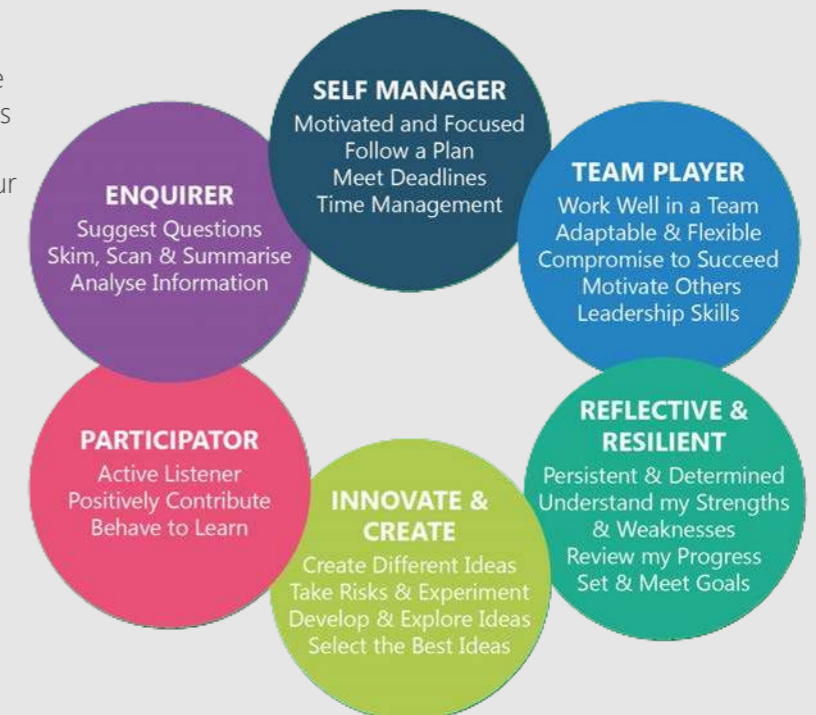 e
s
ur
SELF MANAGER
Motivated and Focused
Follow a Plan
Meet Deadlines
Time Management
TEAM PLAYER
Work Well in a Team
Adaptable & Flexible
Compromise to Succeed
Motivate Others
Leadership Skills
REFLECTIVE &
RESILIENT
Persistent & Determined
Understand my Strengths
& Weaknesses
Review my Progress
Set & Meet Goals
INNOVATE &
CREATE
Create Different Ideas
Take Risks & Experiment
Develop & Explore Ideas
Select the Best Ideas
PARTICIPATOR
Active Listener
Positively Contribute
Behave to Learn
ENQUIRER
Suggest Questions
Skim, Scan & Summarise
Analyse Information